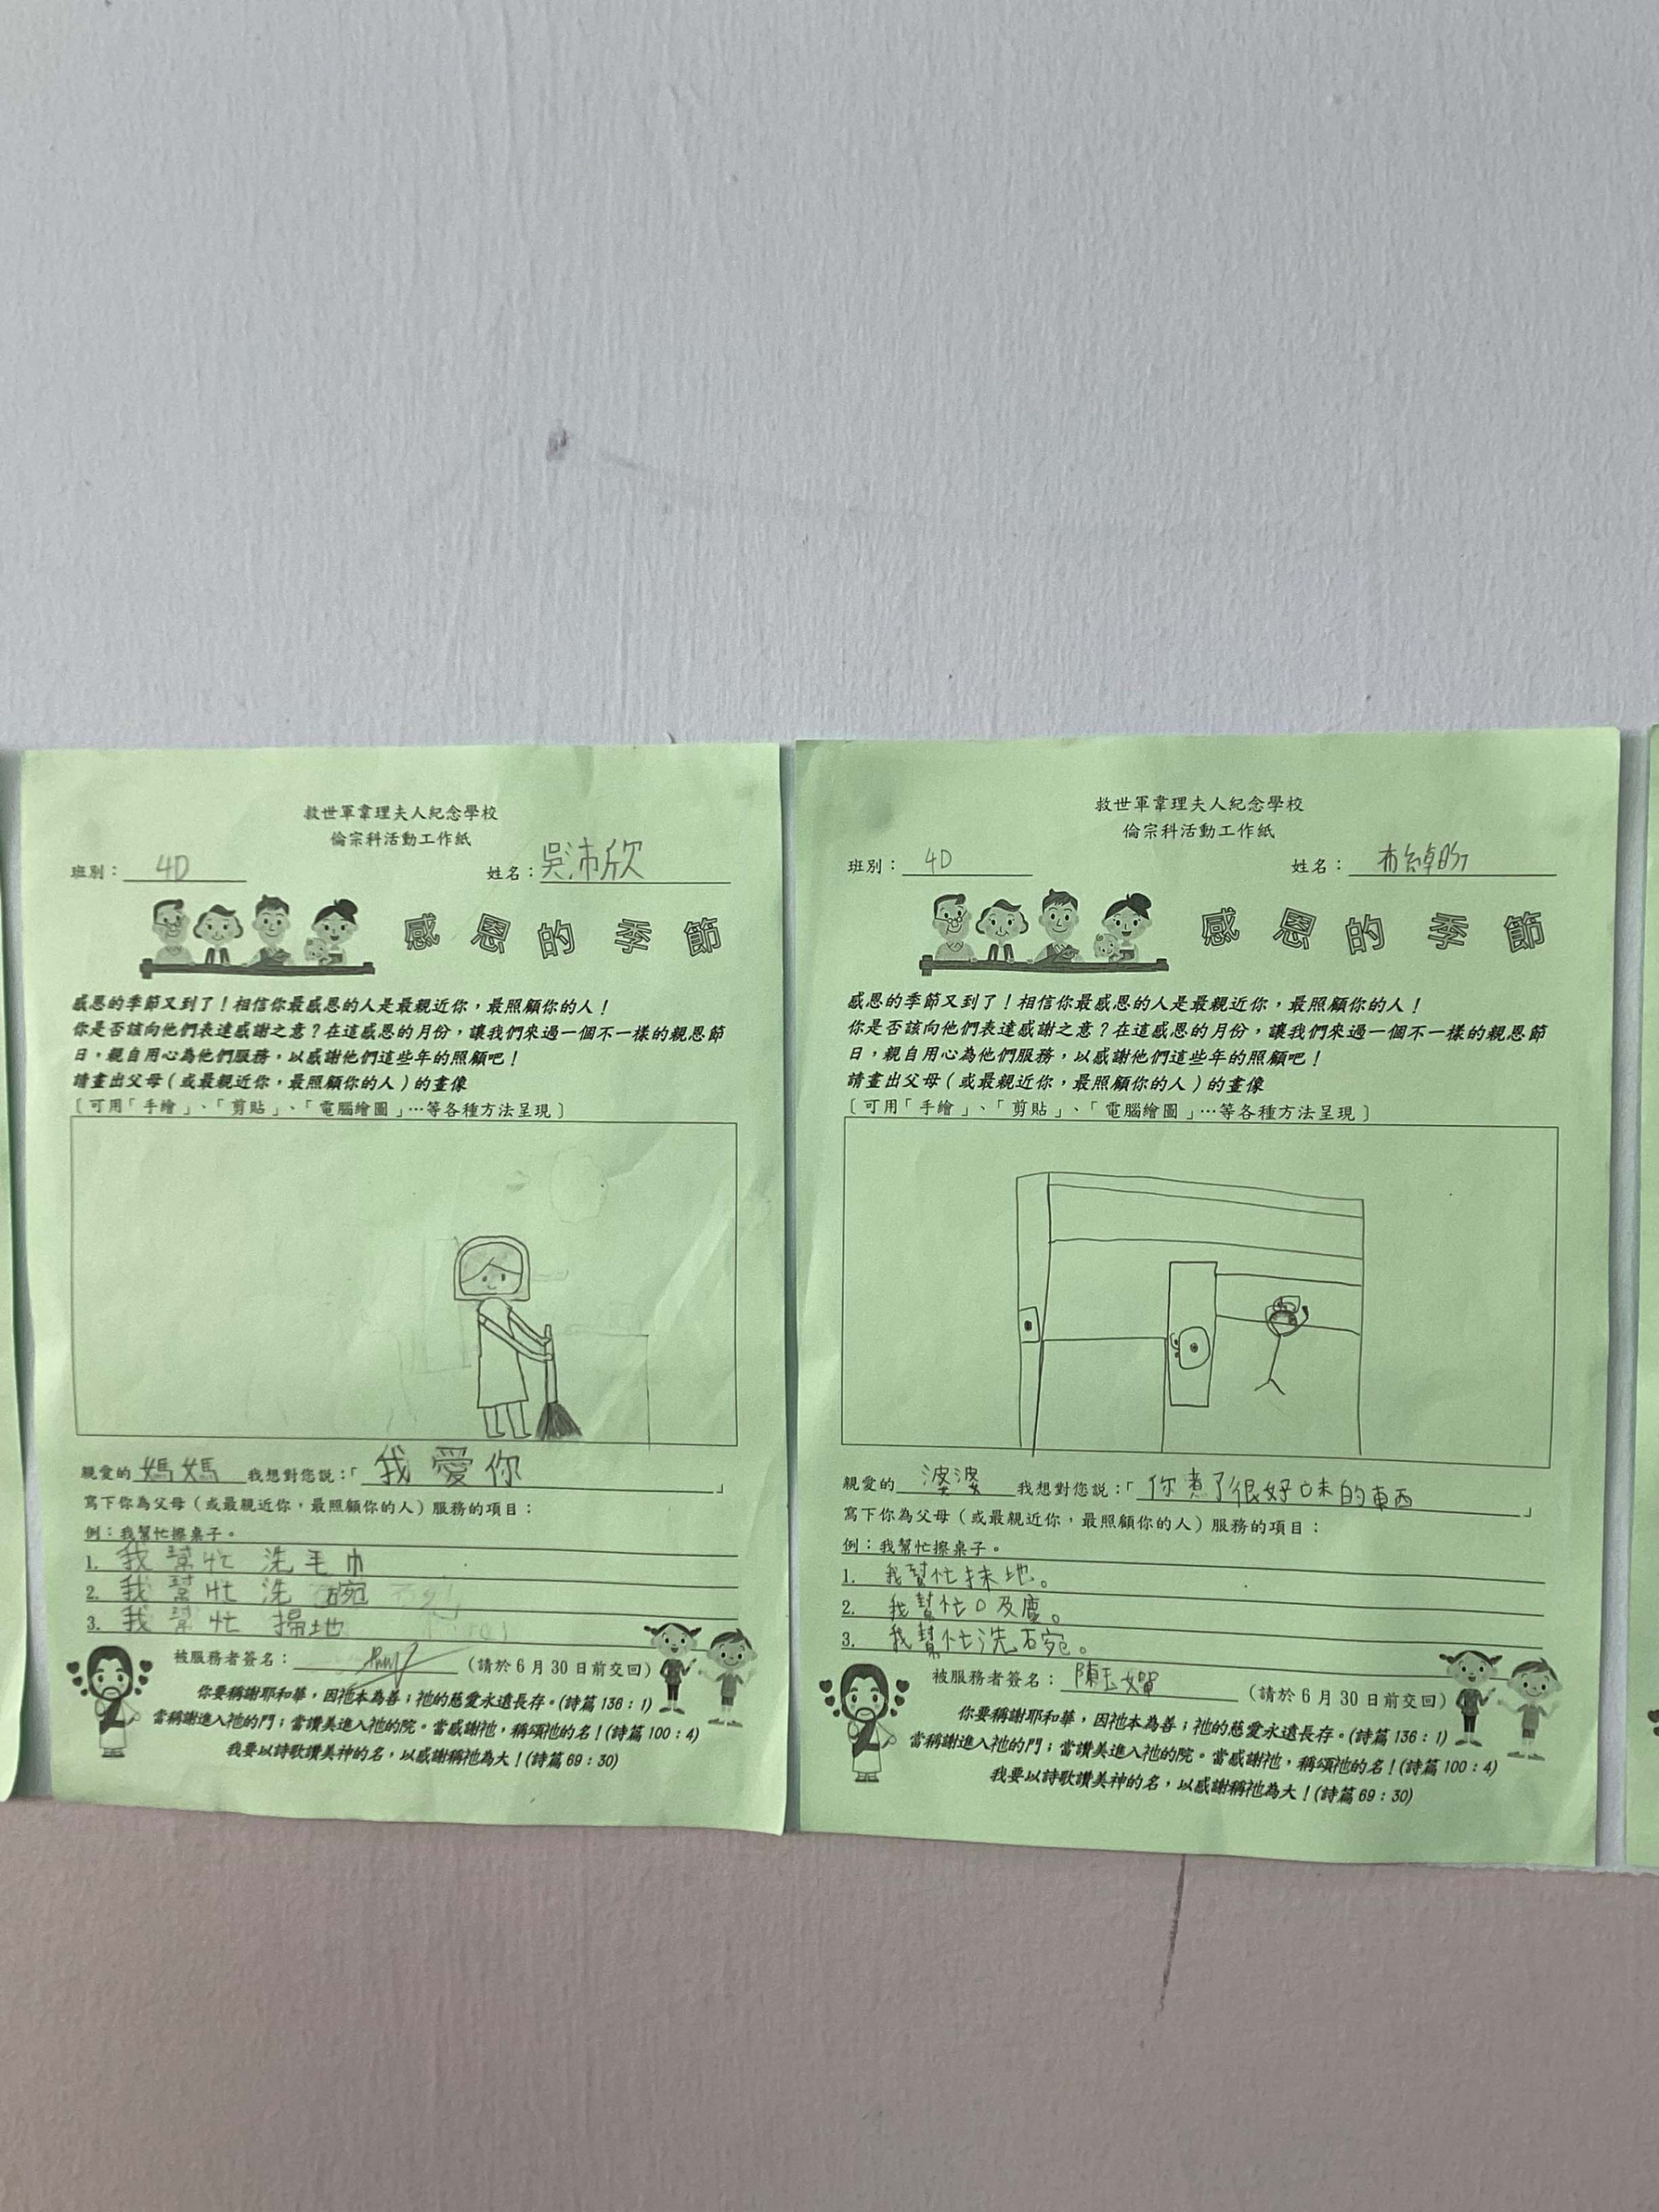 救世軍韋理夫人紀念學校
倫宗科活動工作紙
班別： 4D 姓名：吳沛欣
感恩的季節
感恩的季節又到了！相信你最感恩的人是最親近你，最照顧你的人！
你是否該向他們表達感謝之意？在這感恩的月份，讓我們來過一個不一樣的親恩節
日，親自用心為他們服務，以感謝他們這些年的照顧吧！
請畫出父母（或最親近你，最照顧你的人）的畫像
〔可用「手繪」、「剪貼」、「電腦繪圖」…等各種方法呈現〕
親愛的 媽媽 我想對您說：「 我愛你 」
寫下你為父母（或最親近你，最照顧你的人）服務的項目：
例：我幫忙擦桌子。
1. 我幫忙洗毛巾
2. 我幫忙洗碗
3. 我幫忙掃地
被服務者簽名： （請於6月30日前交回）
你要稱謝耶和華，因祂本為善；祂的慈愛永遠長存。(詩篇136：1)
當稱謝進入祂的門；當讚美進入祂的院。當感謝祂，稱頌祂的名！(詩篇100：4)
我要以詩歌讚美神的名，以感謝稱祂為大！(詩篇69：30)
救世軍韋理夫人紀念學校
倫宗科活動工作紙
班別： 4D 姓名：
感恩的季節
感恩的季節又到了！相信你最感恩的人是最親近你，最照顧你的人！
你是否該向他們表達感謝之意？在這感恩的月份，讓我們來過一個不一樣的親恩節
日，親自用心為他們服務，以感謝他們這些年的照顧吧！
請畫出父母（或最親近你，最照顧你的人）的畫像
〔可用「手繪」、「剪貼」、「電腦繪圖」…等各種方法呈現〕
親愛的 婆婆 我想對您說：「 你煮了很好味的東西 」
寫下你為父母（或最親近你，最照顧你的人）服務的項目：
例：我幫忙擦桌子。
1. 我幫忙抹地。
2. 我幫忙吸塵。
3. 我幫忙洗碗。
被服務者簽名： 陳玉 （請於6月30日前交回）
你要稱謝耶和華，因祂本為善；祂的慈愛永遠長存。(詩篇136：1)
當稱謝進入祂的門；當讚美進入祂的院。當感謝祂，稱頌祂的名！(詩篇100：4)
我要以詩歌讚美神的名，以感謝稱祂為大！(詩篇69：30)